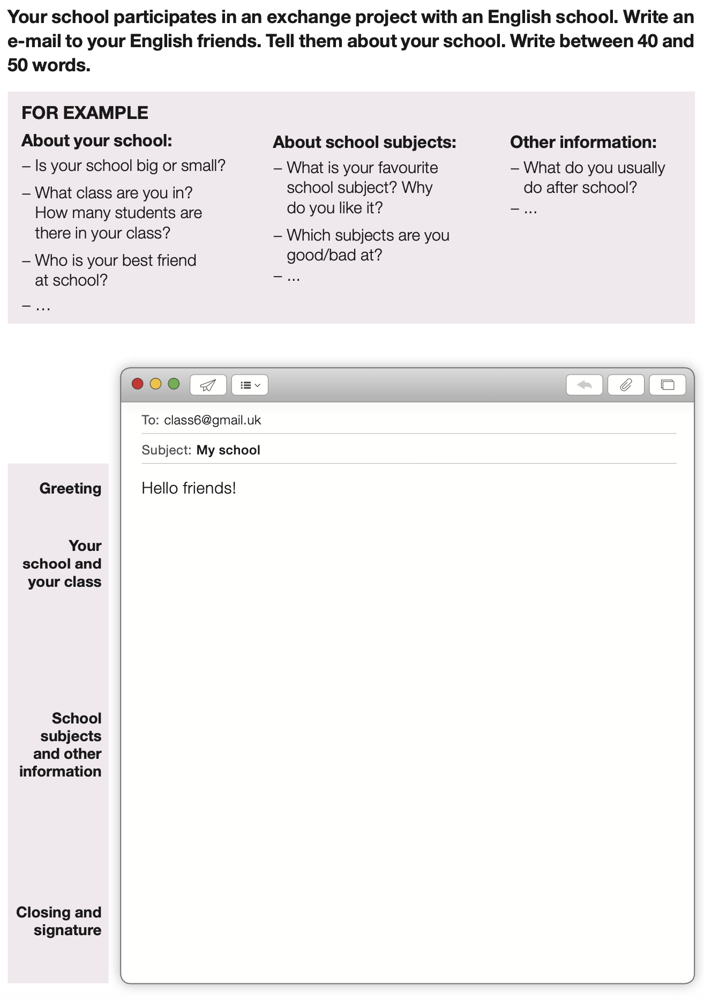 Your school participates in an exchange project with an English school. Write an
e-mail to your English friends. Tell them about your school. Write between 40 and
50 words.
FOR EXAMPLE
About your school:
– Is your school big or small?
– What class are you in?
How many students are
there in your class?
– Who is your best friend
at school?
– ...
About school subjects:
– What is your favourite
school subject? Why
do you like it?
– Which subjects are you
good/bad at?
– ...
Other information:
– What do you usually
do after school?
– ...
To: class6@gmail.uk
Subject: My school
Greeting
Hello friends!
Your
school and
your class
School
subjects
and other
information
Closing and
signature